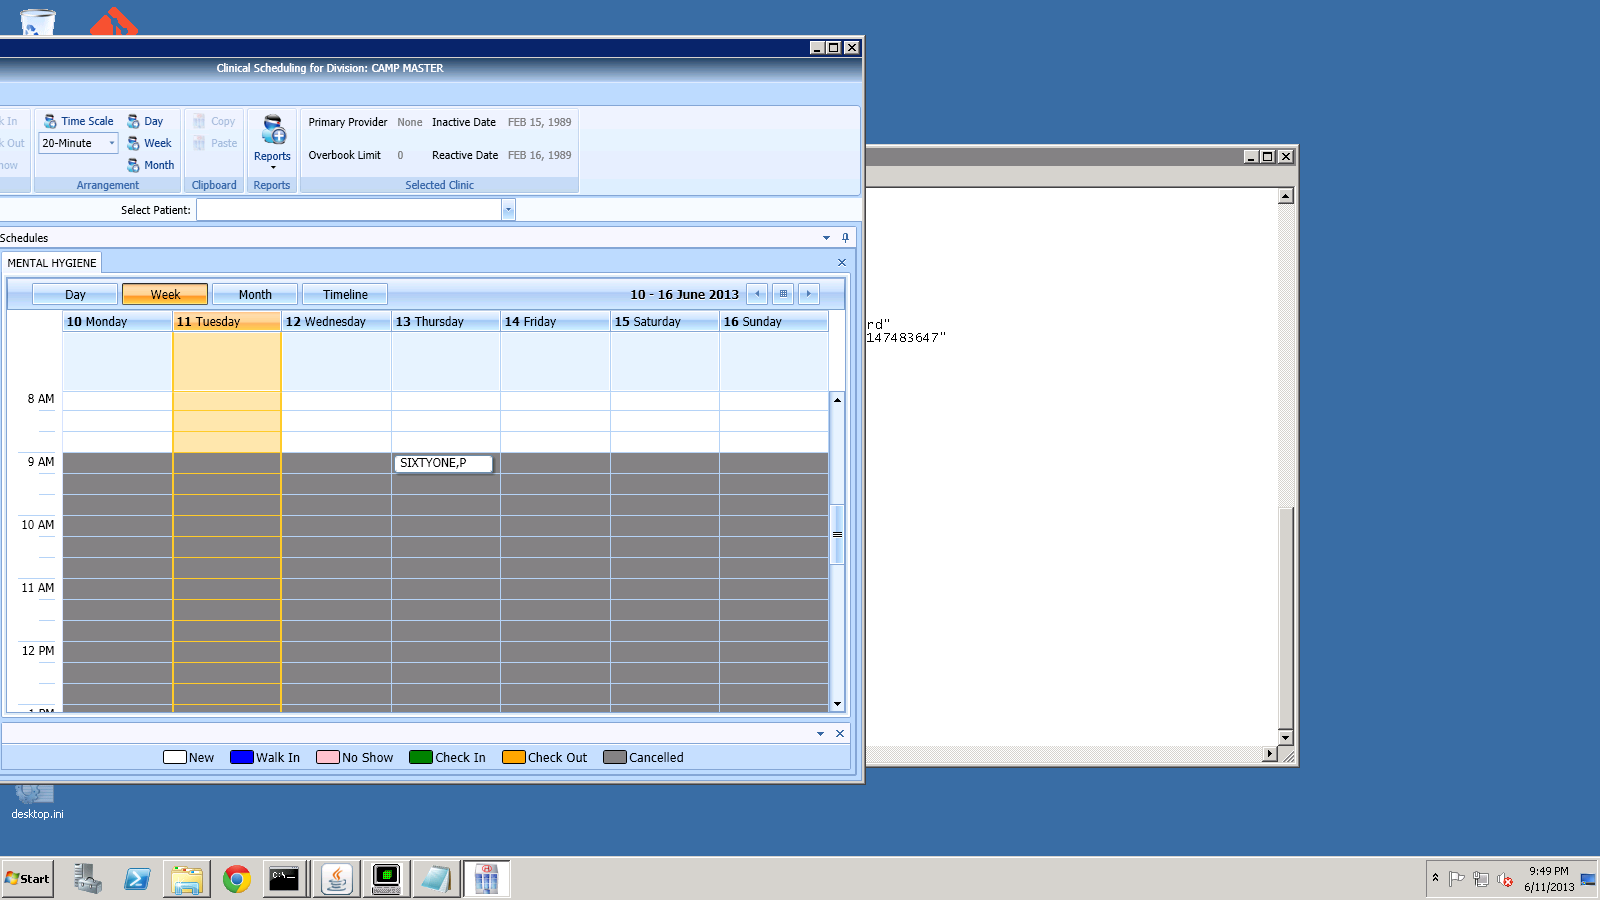 Clinical Scheduling for Division: CAMP MASTER
k In
Time Scale
Day
Copy
Primary Provider None Inactive Date FEB 15, 1989
k Out
20-Minute
Week
Paste
Reports
Overbook Limit 0 Reactive Date FEB 16, 1989
how
Month
Arrangement
Clipboard
Reports
Selected Clinic
Select Patient:
Schedules
MENTAL HYGIENE
Day Week Month Timeline 10 - 16 June 2013
10 Monday 11 Tuesday 12 Wednesday 13 Thursday 14 Friday 15 Saturday 16 Sunday
8 AM
9 AM
SIXTYONE,P
10 AM
11 AM
12 PM
1 PM
New Walk In No Show Check In Check Out Cancelled
rd"
147483647"
desktop.ini
C:\-
Start
9:49 PM
6/11/2013